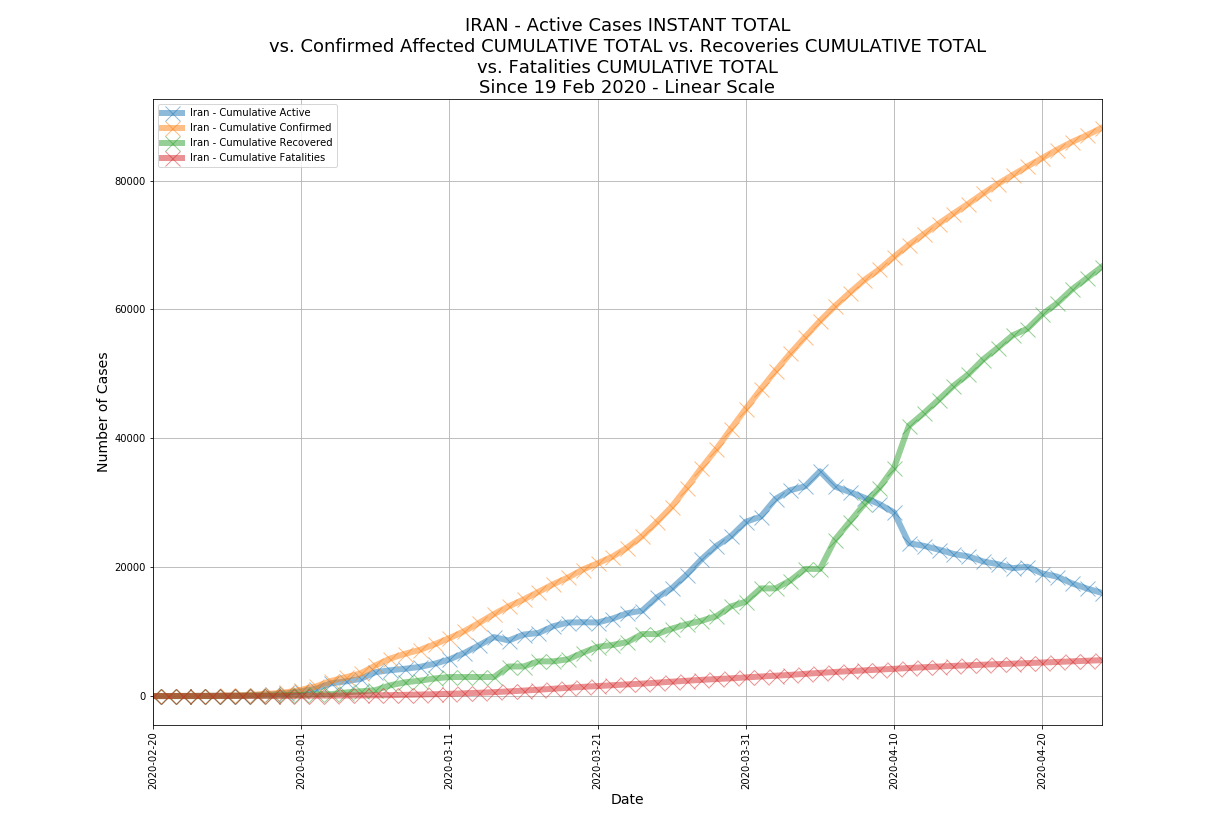 IRAN - Active Cases INSTANT TOTAL
vs. Confirmed Affected CUMULATIVE TOTAL vs. Recoveries CUMULATIVE TOTAL
vs. Fatalities CUMULATIVE TOTAL
Since 19 Feb 2020 - Linear Scale
Iran - Cumulative Active
Iran - Cumulative Confirmed
Iran - Cumulative Recovered
Iran - Cumulative Fatalities
Number of Cases
80000
60000
40000
20000
0
2020-02-20
2020-03-01
2020-03-11
2020-03-21
2020-03-31
2020-04-10
2020-04-20
Date